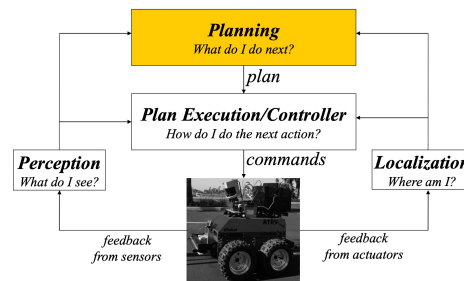 Planning
What do I do next?
plan
Plan Execution/Controller
How do I do the next action?
commands
Perception
What do I see?
Localization
Where am I?
feedback
from sensors
feedback
from actuators